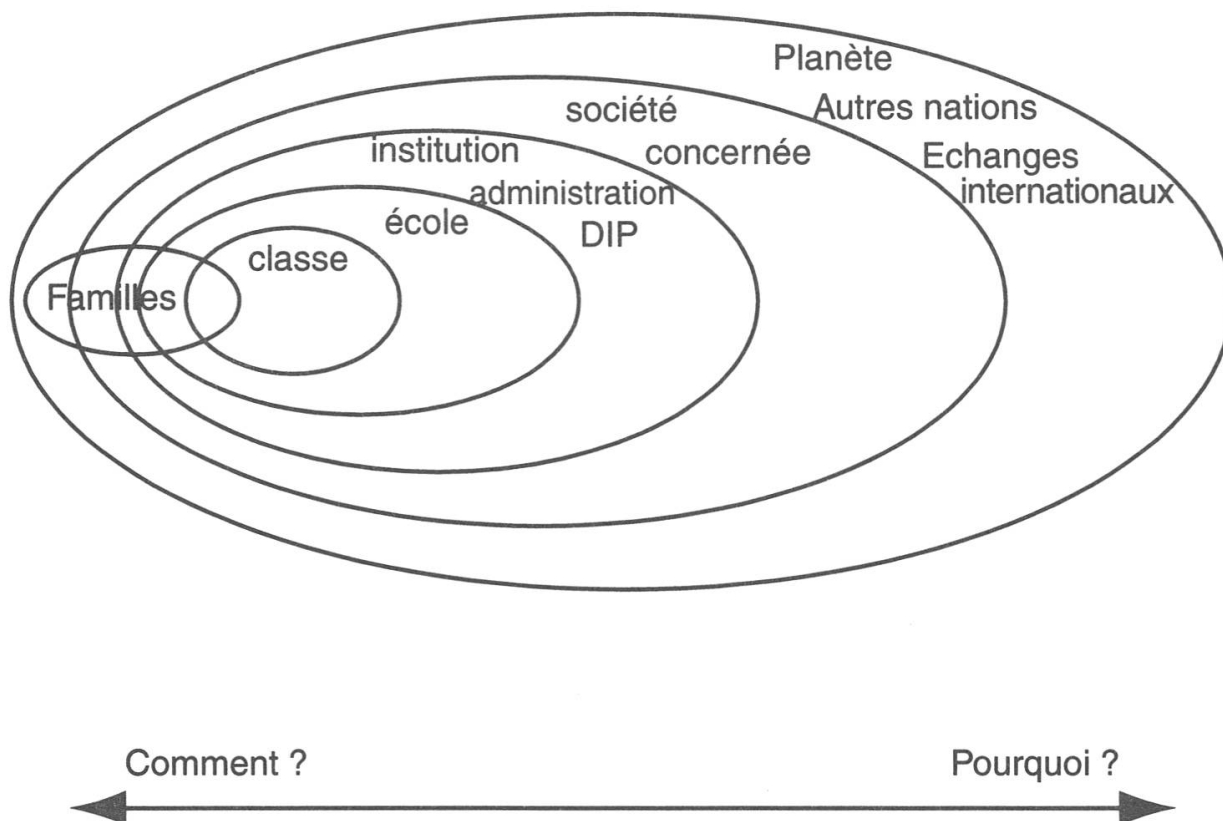 Planète
société
Autres nations
institution
concernée
Echanges
internationaux
administration
école
DIP
classe
Familles
Comment ?
Pourquoi ?